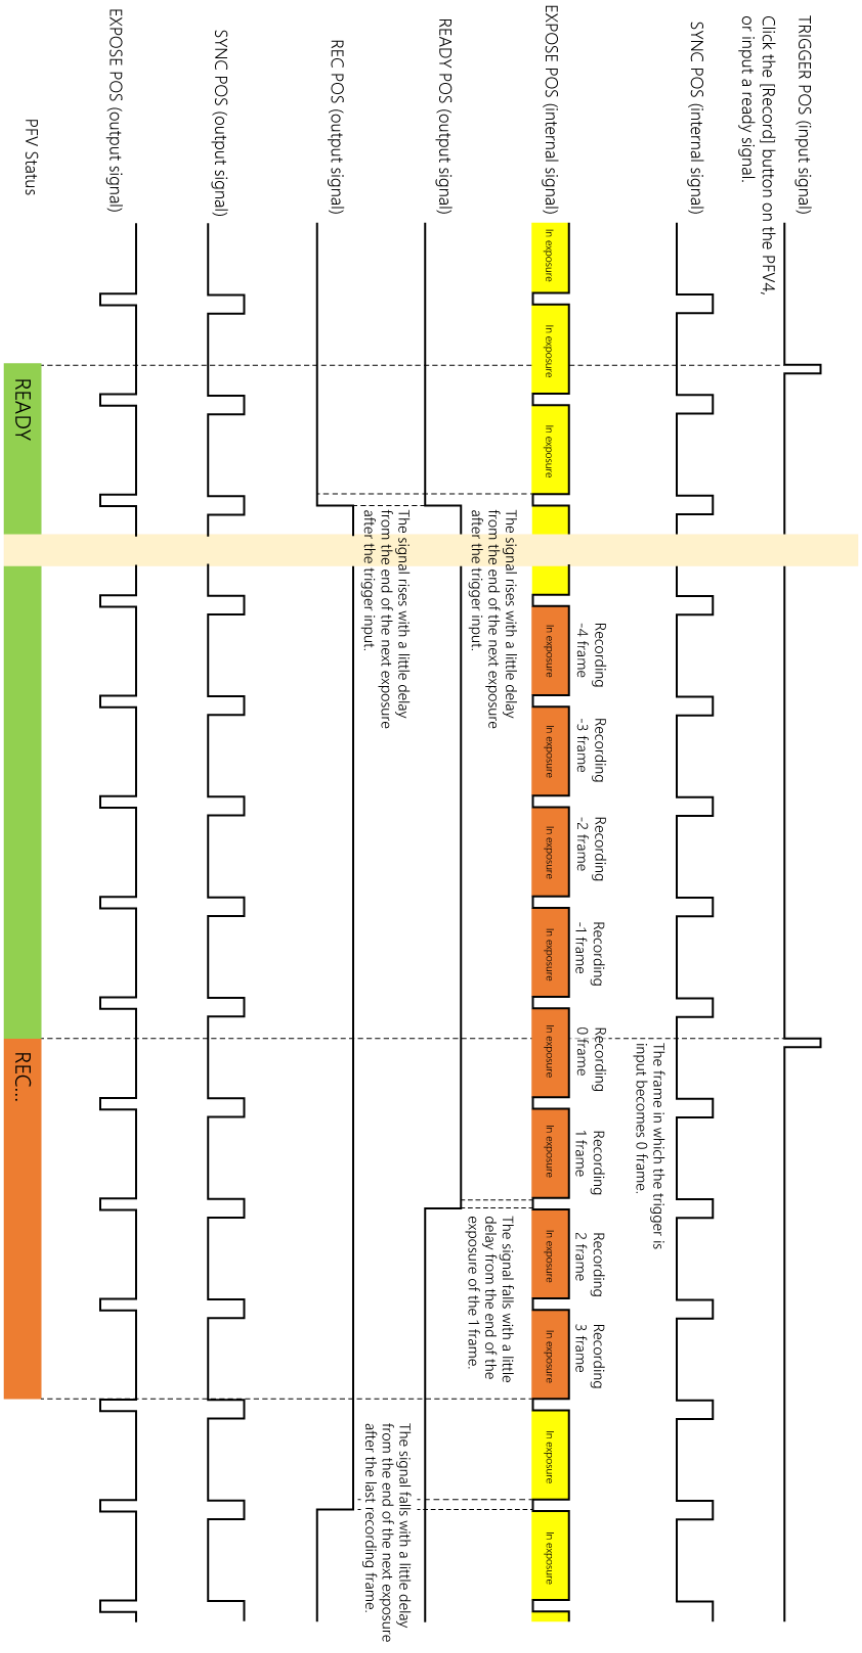 TRIGGER POS (input signal)
Click the [Record] button on the PFV4,
or input a ready signal.
SYNC POS (internal signal)
The frame in which the trigger is
input becomes 0 frame.
Recording
-4 frame
Recording
-3 frame
Recording
-2 frame
Recording
-1 frame
Recording
0 frame
Recording
1 frame
Recording
2 frame
Recording
3 frame
EXPOSE POS (internal signal)
In exposure
In exposure
In exposure
In exposure
In exposure
In exposure
In exposure
In exposure
In exposure
In exposure
In exposure
In exposure
In exposure
READY POS (output signal)
The signal rises with a little delay
from the end of the next exposure
after the trigger input.
The signal falls with a little
delay from the end of the
exposure of the 1 frame.
REC POS (output signal)
The signal rises with a little delay
from the end of the next exposure
after the trigger input.
The signal falls with a little delay
from the end of the next exposure
after the last recording frame.
SYNC POS (output signal)
EXPOSE POS (output signal)
PFV Status
READY
REC...